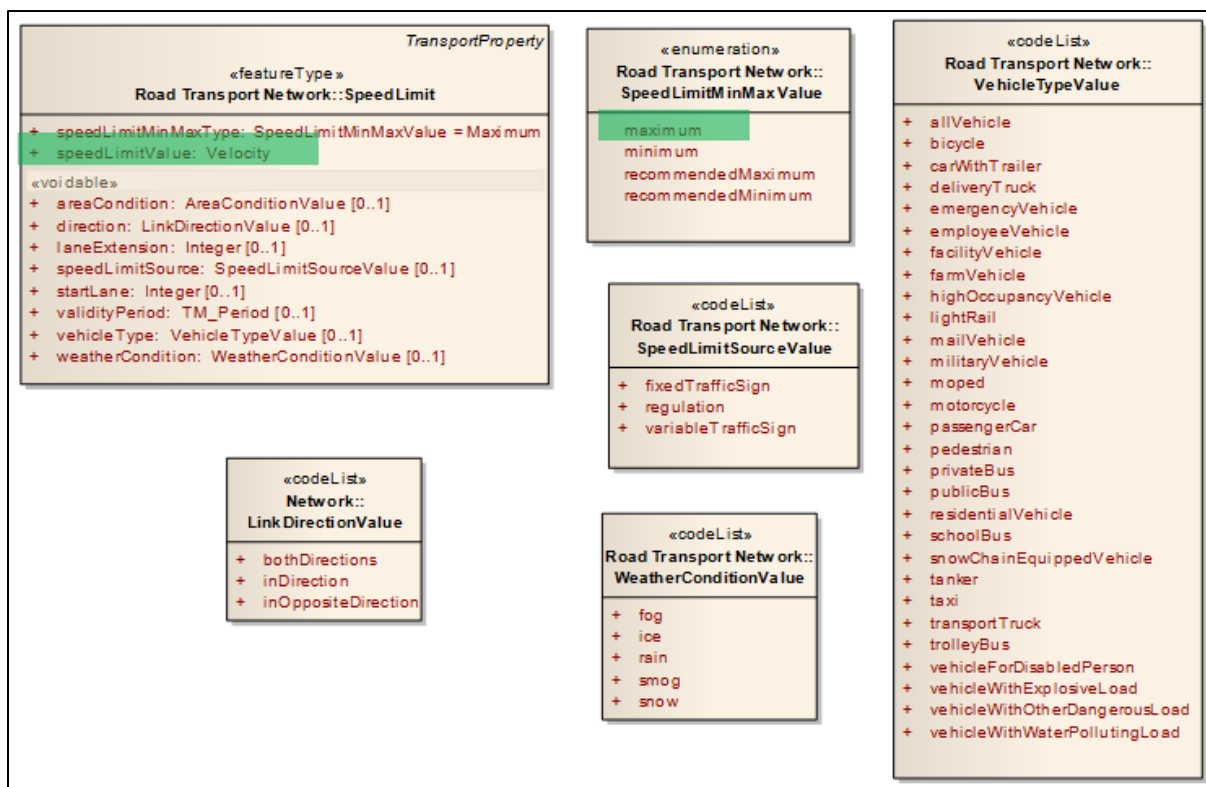 TransportProperty
«featureType»
Road Transport Network::SpeedLimit
+ speedLimitMinMaxType: SpeedLimitMinMaxValue = Maximum
+ speedLimitValue: Velocity
«voidable»
+ areaCondition: AreaConditionValue [0..1]
+ direction: LinkDirectionValue [0..1]
+ laneExtension: Integer [0..1]
+ speedLimitSource: SpeedLimitSourceValue [0..1]
+ startLane: Integer [0..1]
+ validityPeriod: TM_Period [0..1]
+ vehicleType: VehicleTypeValue [0..1]
+ weatherCondition: WeatherConditionValue [0..1]
«enumeration»
Road Transport Network::
SpeedLimitMinMaxValue
maximum
minimum
recommendedMaximum
recommendedMinimum
«codeList»
Road Transport Network::
SpeedLimitSourceValue
+ fixedTrafficSign
+ regulation
+ variableTrafficSign
«codeList»
Network::
LinkDirectionValue
+ bothDirections
+ inDirection
+ inOppositeDirection
«codeList»
Road Transport Network::
WeatherConditionValue
+ fog
+ ice
+ rain
+ smog
+ snow
«codeList»
Road Transport Network::
VehicleTypeValue
+ allVehicle
+ bicycle
+ carWithTrailer
+ deliveryTruck
+ emergencyVehicle
+ employeeVehicle
+ facilityVehicle
+ farmVehicle
+ highOccupancyVehicle
+ lightRail
+ mailVehicle
+ militaryVehicle
+ moped
+ motorcycle
+ passengerCar
+ pedestrian
+ privateBus
+ publicBus
+ residentialVehicle
+ schoolBus
+ snowChainEquippedVehicle
+ tanker
+ taxi
+ transportTruck
+ trolleyBus
+ vehicleForDisabledPerson
+ vehicleWithExplosiveLoad
+ vehicleWithOtherDangerousLoad
+ vehicleWithWaterPollutingLoad